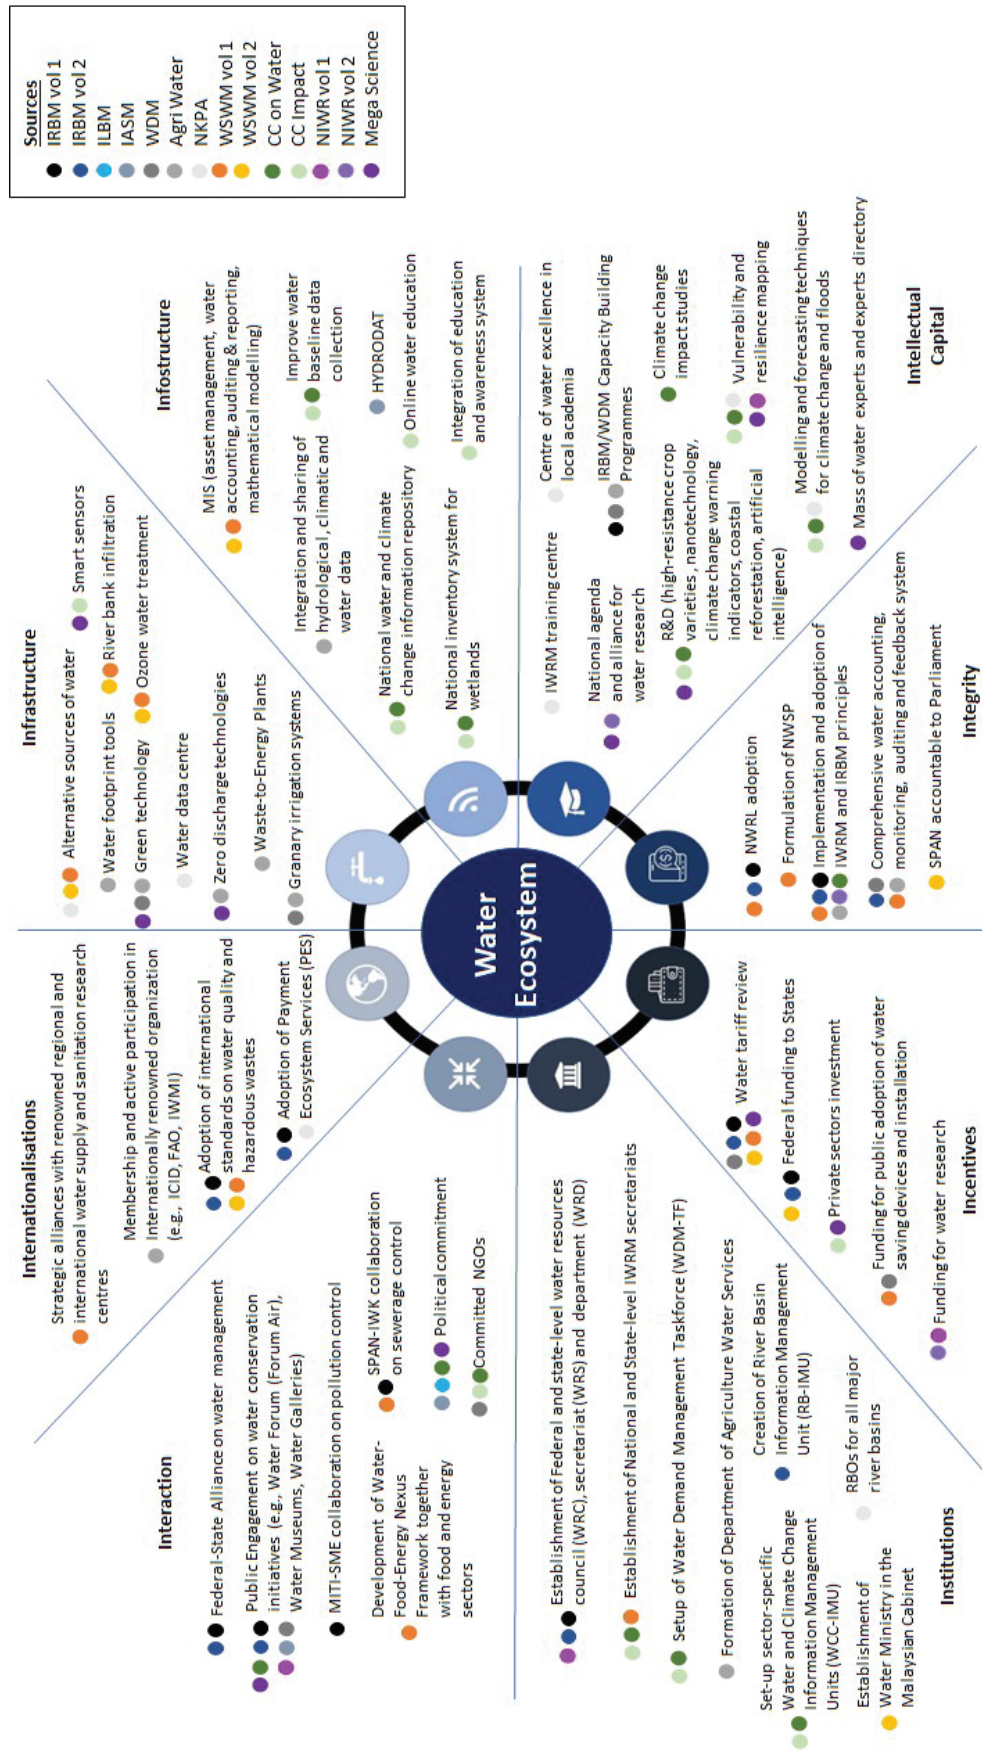 Internationalisations
Strategic alliances with renowned regional and
international water supply and sanitation research
centres
Membership and active participation in
Internationally renowned organization
(e.g., ICID, FAO, IWMI)
Adoption of international
standards on water quality and
hazardous wastes
Adoption of Payment
Ecosystem Services (PES)
Infrastructure
Alternative sources of water
Smart sensors
Water footprint tools
River bank infiltration
Green technology
Ozone water treatment
Water data centre
Zero discharge technologies
Waste-to-Energy Plants
Granary irrigation systems
Infostructure
MIS (asset management, water
accounting, auditing & reporting,
mathematical modelling)
Integration and sharing of
hydrological, climatic and
water data
Improve water
baseline data
collection
National water and climate
change information repository
HYDRODAT
Online water education
National inventory system for
wetlands
Integration of education
and awareness system
Sources
IRBM vol 1
IRBM vol 2
ILBM
IASM
WDM
Agri Water
NKPA
WSWM vol 1
WSWM vol 2
CC on Water
CC Impact
NIWR vol 1
NIWR vol 2
Mega Science
Interaction
Federal-State Alliance on water management
Public Engagement on water conservation
initiatives (e.g., Water Forum (Forum Air),
Water Museums, Water Galleries)
MITI-SME collaboration on pollution control
Development of Water-
Food-Energy Nexus
Framework together
with food and energy
sectors
SPAN-IWK collaboration
on sewerage control
Political commitment
Committed NGOs
Water
Ecosystem
IWRM training centre
Centre of water excellence in
local academia
National agenda
and alliance for
water research
IRBM/WDM Capacity Building
Programmes
R&D (high-resistance crop
varieties, nanotechnology,
climate change warning
indicators, coastal
reforestation, artificial
intelligence)
Climate change
impact studies
Vulnerability and
resilience mapping
Modelling and forecasting techniques
for climate change and floods
Mass of water experts and experts directory
Intellectual
Capital
Establishment of Federal and state-level water resources
council (WRC), secretariat (WRS) and department (WRD)
Establishment of National and State-level IWRM secretariats
Setup of Water Demand Management Taskforce (WDM-TF)
Formation of Department of Agriculture Water Services
Set-up sector-specific
Water and Climate Change
Information Management
Units (WCC-IMU)
Creation of River Basin
Information Management
Unit (RB-IMU)
Establishment of
Water Ministry in the
Malaysian Cabinet
RBOs for all major
river basins
Institutions
Water tariff review
Federal funding to States
Private sectors investment
Funding for public adoption of water
saving devices and installation
Funding for water research
Incentives
NWRL adoption
Formulation of NWSP
Implementation and adoption of
IWRM and IRBM principles
Comprehensive water accounting,
monitoring, auditing and feedback system
SPAN accountable to Parliament
Integrity